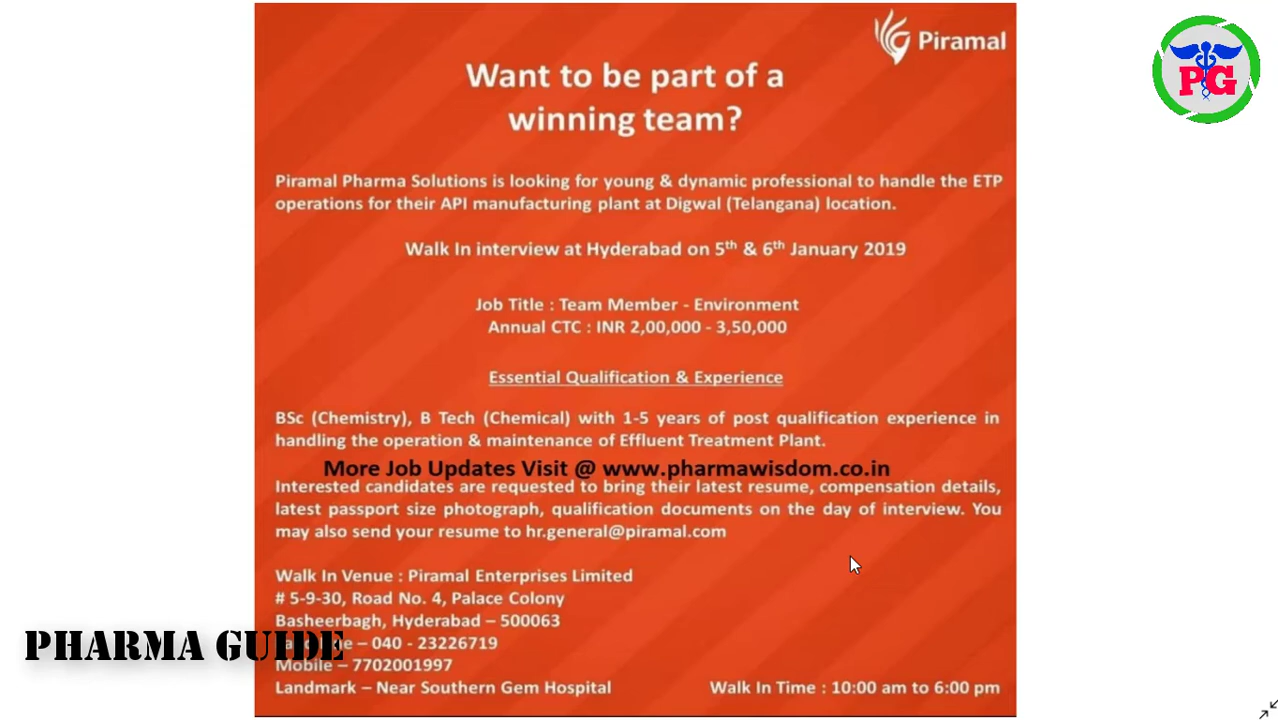 Piramal
PG
Want to be part of a
winning team?
Piramal Pharma Solutions is looking for young & dynamic professional to handle the ETP
operations for their API manufacturing plant at Digwal (Telangana) location.
Walk In interview at Hyderabad on 5th & 6th January 2019
Job Title : Team Member - Environment
Annual CTC : INR 2,00,000 - 3,50,000
Essential Qualification & Experience
BSc (Chemistry), B Tech (Chemical) with 1-5 years of post qualification experience in
handling the operation & maintenance of Effluent Treatment Plant.
More Job Updates Visit @ www.pharmawisdom.co.in
Interested candidates are requested to bring their latest resume, compensation details,
latest passport size photograph, qualification documents on the day of interview. You
may also send your resume to hr.general@piramal.com
Walk In Venue : Piramal Enterprises Limited
# 5-9-30, Road No. 4, Palace Colony
Basheerbagh, Hyderabad – 500063
– 040 - 23226719
PHARMA GUIDE
Mobile – 7702001997
Landmark – Near Southern Gem Hospital
Walk In Time : 10:00 am to 6:00 pm